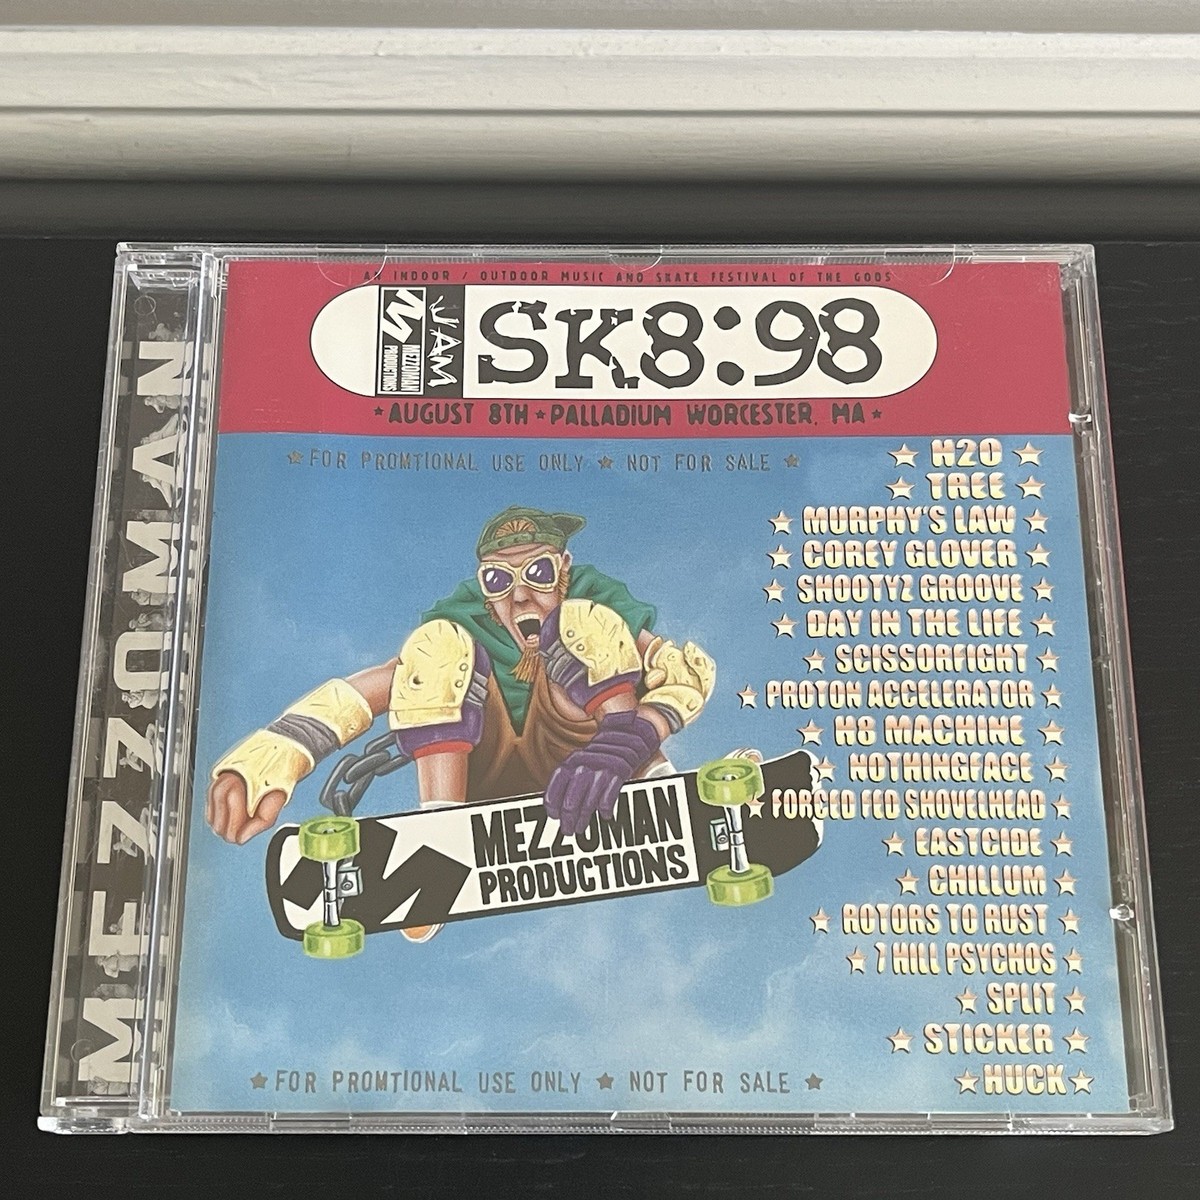 AN INDOOR / OUTDOOR MUSIC AND SKATE FESTIVAL OF THE GODS
MEZZOMAN
PRODUCTIONS
JAM
SK8:98
★AUGUST 8TH★PALLADIUM WORCESTER, MA★
★FOR PROMTIONAL USE ONLY ★ NOT FOR SALE ★
★ H2O ★
★ TREE ★
★ MURPHY'S LAW ★
★ COREY GLOVER ★
★ SHOOTYZ GROOVE ★
★ DAY IN THE LIFE ★
★ SCISSORFIGHT ★
★ PROTON ACCELERATOR ★
★ H8 MACHINE ★
★ NOTHINGFACE ★
★ FORCED FED SHOVELHEAD ★
★ EASTCIDE ★
★ CHILLUM ★
★ ROTORS TO RUST ★
★ 7 HILL PSYCHOS ★
★ SPLIT ★
★ STICKER ★
★HUCK★
MEZZOMAN
PRODUCTIONS
★FOR PROMTIONAL USE ONLY ★ NOT FOR SALE ★
MEZZOMAN